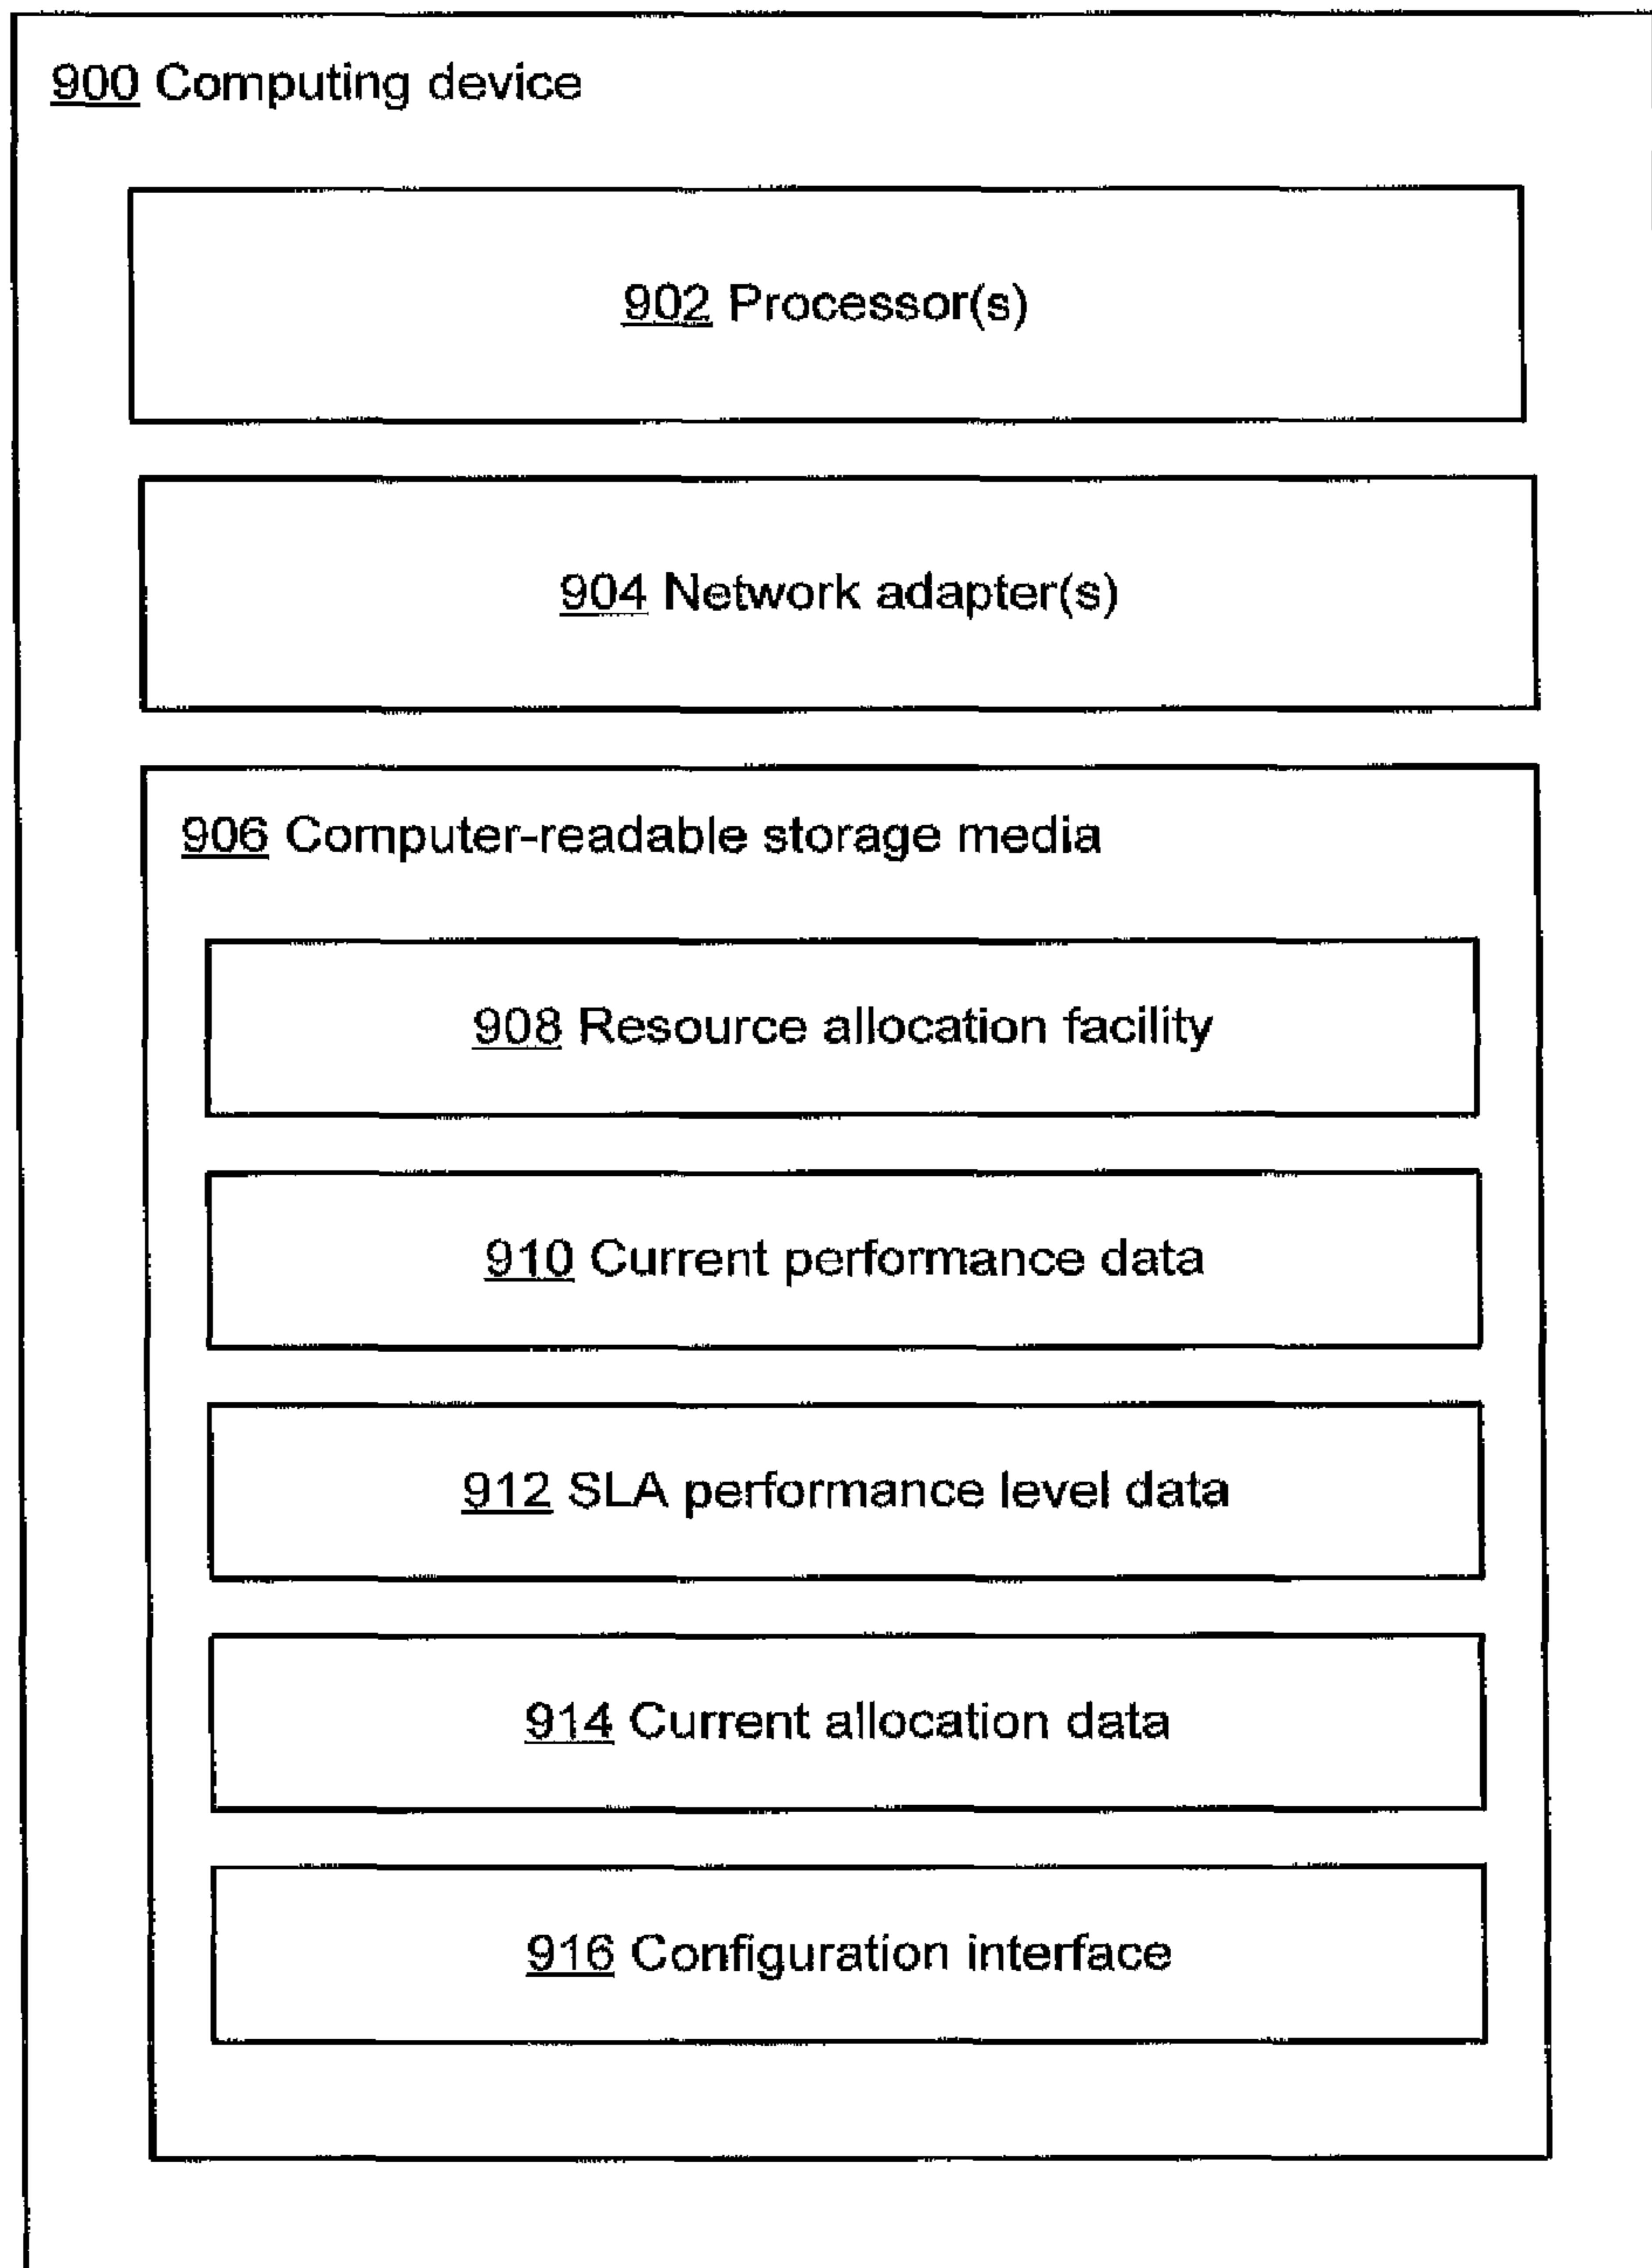 900 Computing device
902 Processor(s)
904 Network adapter(s)
906 Computer-readable storage media
908 Resource allocation facility
910 Current performance data
912 SLA performance level data
914 Current allocation data
916 Configuration interface